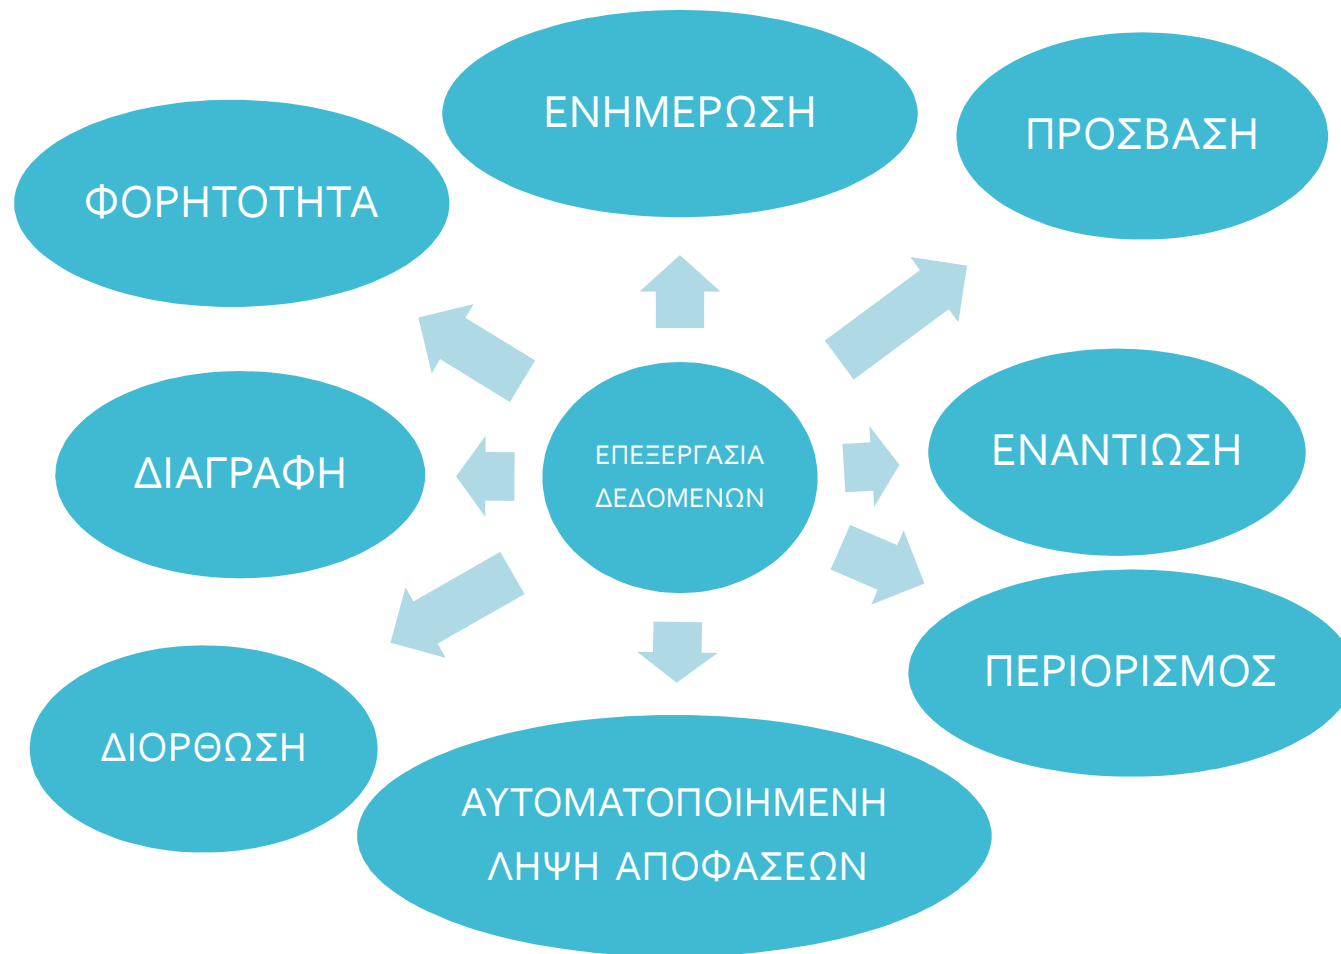 ΕΝΗΜΕΡΩΣΗ
ΠΡΟΣΒΑΣΗ
ΦΟΡΗΤΟΤΗΤΑ
ΕΝΑΝΤΙΩΣΗ
ΕΠΕΞΕΡΓΑΣΙΑ
ΔΕΔΟΜΕΝΩΝ
ΔΙΑΓΡΑΦΗ
ΠΕΡΙΟΡΙΣΜΟΣ
ΔΙΟΡΘΩΣΗ
ΑΥΤΟΜΑΤΟΠΟΙΗΜΕΝΗ
ΛΗΨΗ ΑΠΟΦΑΣΕΩΝ